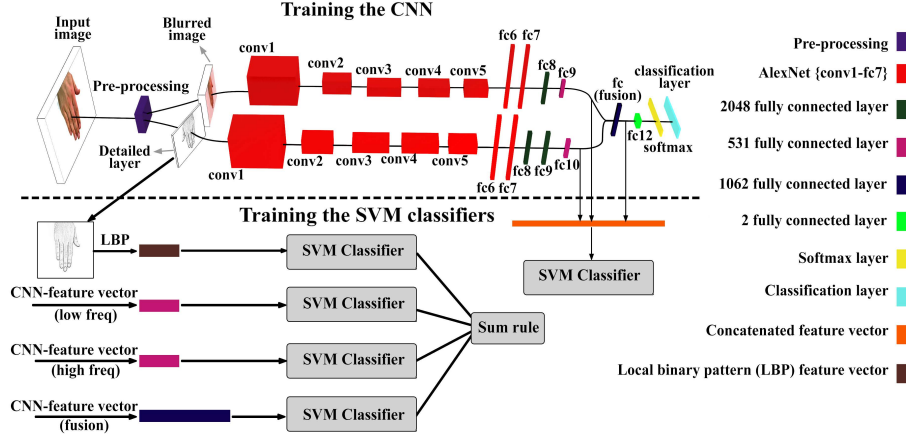 Training the CNN
Input
image
Blurred
image
Pre-processing
Detailed
layer
conv1
conv2
conv3
conv4
conv5
fc6
fc7
fc8
fc9
conv1
conv2
conv3
conv4
conv5
fc6
fc7
fc8
fc9
fc10
fc
(fusion)
fc12
classification
layer
softmax
Training the SVM classifiers
LBP
SVM Classifier
CNN-feature vector
(low freq)
SVM Classifier
CNN-feature vector
(high freq)
SVM Classifier
CNN-feature vector
(fusion)
SVM Classifier
Sum rule
SVM Classifier
Pre-processing
AlexNet {conv1-fc7}
2048 fully connected layer
531 fully connected layer
1062 fully connected layer
2 fully connected layer
Softmax layer
Classification layer
Concatenated feature vector
Local binary pattern (LBP) feature vector